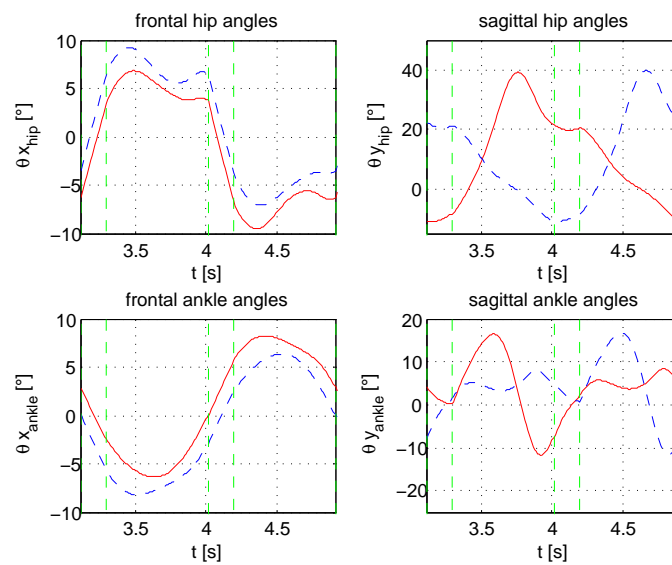 frontal hip angles
10
5
0
−5
−10
θ x_hip [°]
3.5
4
4.5
t [s]
sagittal hip angles
40
20
0
θ y_hip [°]
3.5
4
4.5
t [s]
frontal ankle angles
10
5
0
−5
−10
θ x_ankle [°]
3.5
4
4.5
t [s]
sagittal ankle angles
20
10
0
−10
−20
θ y_ankle [°]
3.5
4
4.5
t [s]